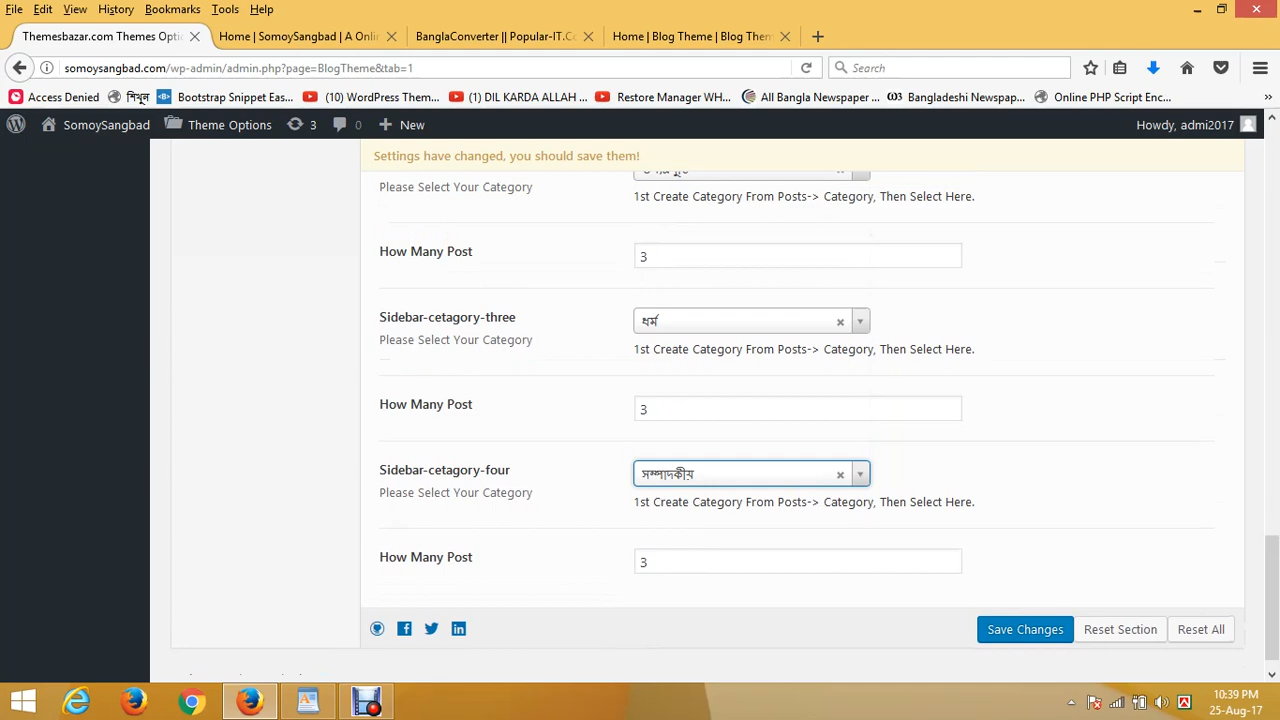 File Edit View History Bookmarks Tools Help
Themesbazar.com Themes Opti
Home | SomoySangbad | A Onli
BanglaConverter || Popular-IT.Co
Home | Blog Theme | Blog Them
somoysangbad.com/wp-admin/admin.php?page=BlogTheme&tab=1
Search
Access Denied
Bootstrap Snippet Eas...
(10) WordPress Them...
(1) DIL KARDA ALLAH ...
Restore Manager WH...
All Bangla Newspaper ...
Bangladeshi Newspap...
Online PHP Script Enc...
SomoySangbad
Theme Options
3
0
New
Howdy, admi2017
Settings have changed, you should save them!
Please Select Your Category
1st Create Category From Posts-> Category, Then Select Here.
How Many Post
3
Sidebar-cetagory-three
ধর্ম
Please Select Your Category
1st Create Category From Posts-> Category, Then Select Here.
How Many Post
3
Sidebar-cetagory-four
সম্পাদকীয়
Please Select Your Category
1st Create Category From Posts-> Category, Then Select Here.
How Many Post
3
Save Changes
Reset Section
Reset All
10:39 PM
25-Aug-17